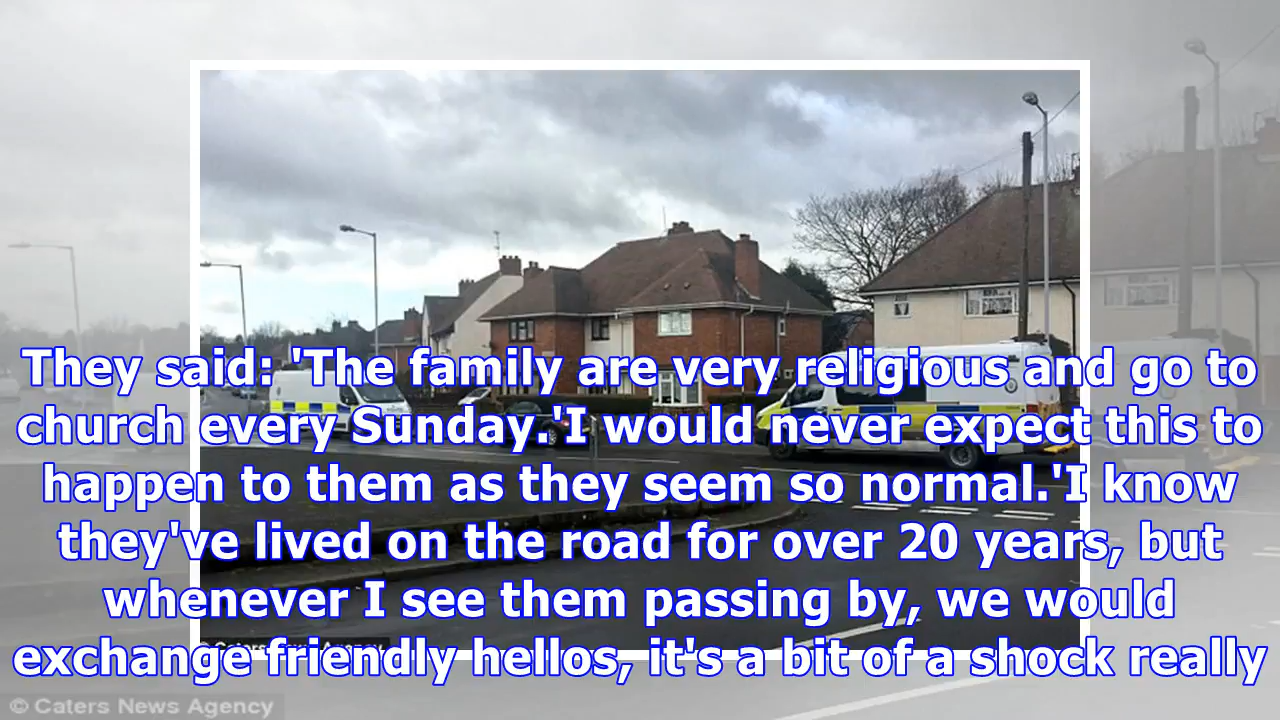 They said: 'The family are very religious and go to
church every Sunday.'I would never expect this to
happen to them as they seem so normal.'I know
they've lived on the road for over 20 years, but
whenever I see them passing by, we would
exchange friendly hellos, it's a bit of a shock really
© Caters News Agency